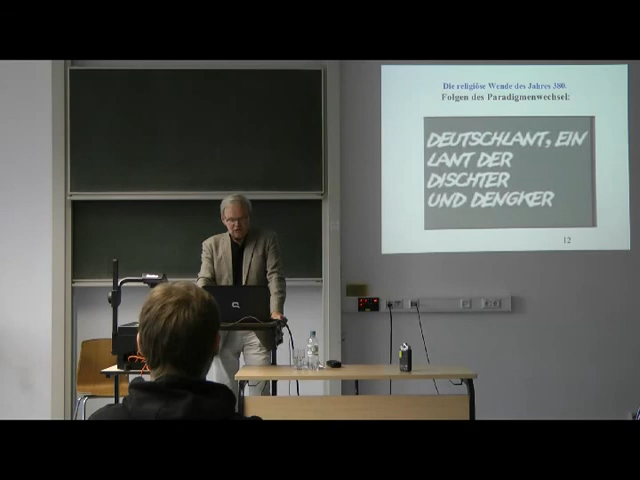 Die religiöse Wende des Jahres 380.
Folgen des Paradigmenwechsel:
DEUTSCHLANT, EIN
LANT DER
DISCHTER
UND DENGKER
12